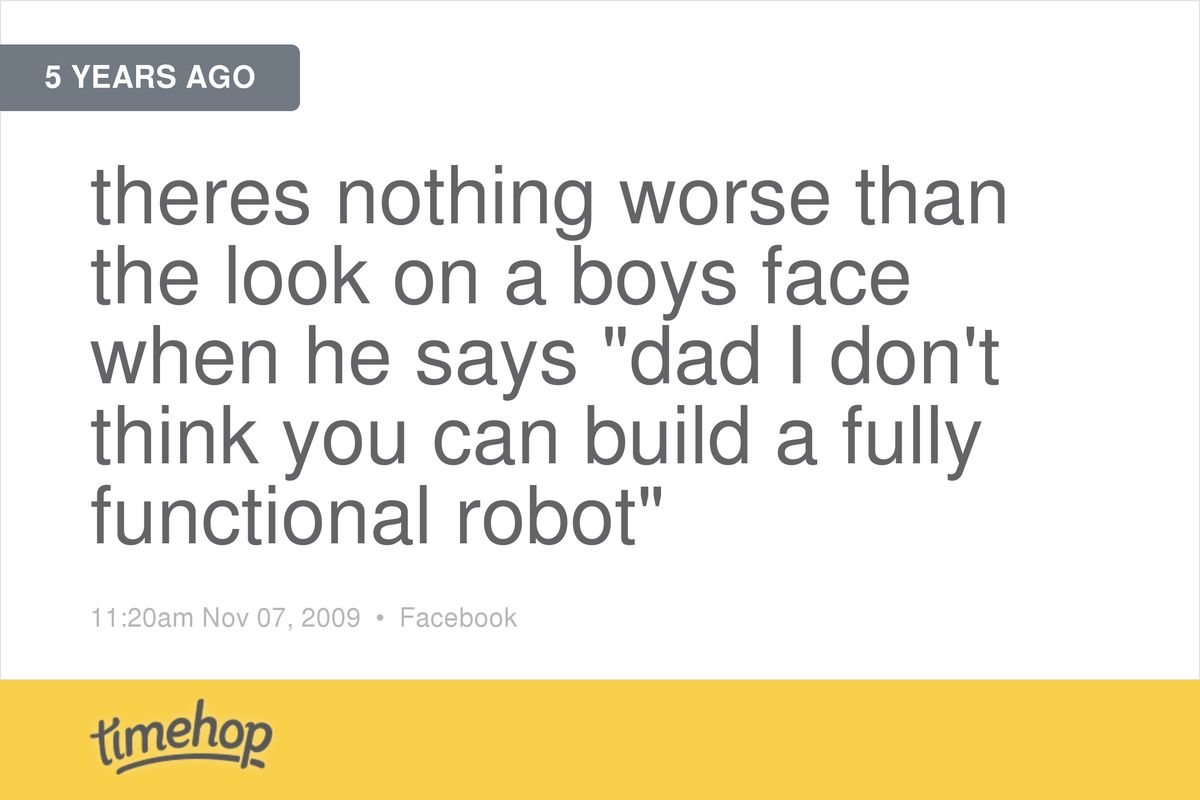 5 YEARS AGO
theres nothing worse than
the look on a boys face
when he says "dad I don't
think you can build a fully
functional robot"
11:20am Nov 07, 2009 • Facebook
timehop